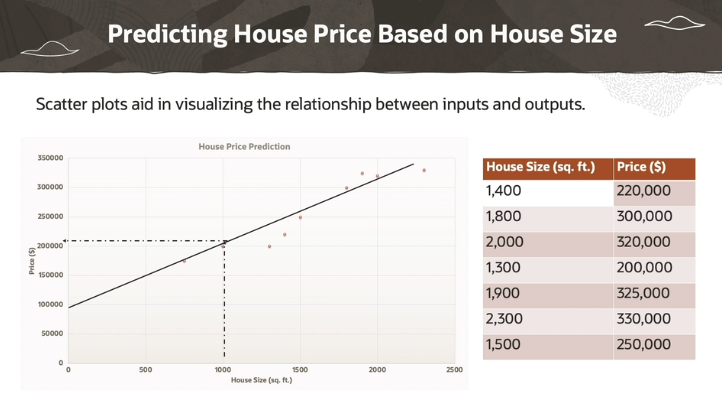 Predicting House Price Based on House Size
Scatter plots aid in visualizing the relationship between inputs and outputs.
House Price Prediction
350000
300000
250000
200000
150000
100000
50000
0
Price ($)
0 500 1000 1500 2000 2500
House Size (sq. ft.)
House Size (sq. ft.) Price ($)
1,400 220,000
1,800 300,000
2,000 320,000
1,300 200,000
1,900 325,000
2,300 330,000
1,500 250,000